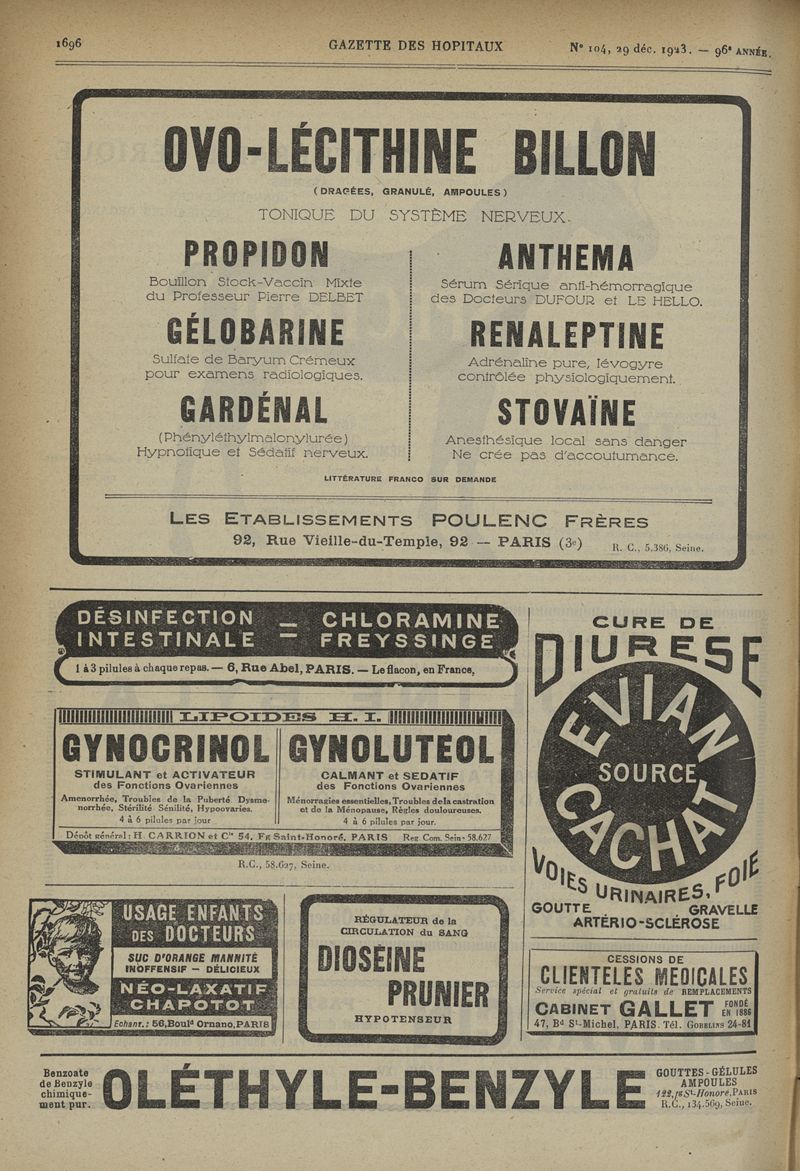 1696
GAZETTE DES HOPITAUX
N° 104, 29 déc. 1923. — 96e ANNÉE.
OVO-LÉCITHINE BILLON
(DRAGÉES, GRANULÉ, AMPOULES)
TONIQUE DU SYSTÈME NERVEUX.
PROPIDON
Bouillon Stock-Vaccin Mixte
du Professeur Pierre DELBET
GÉLOBARINE
Sulfate de Baryum Crémeux
pour examens radiologiques.
GARDÉNAL
(Phényléthylmalonylurée)
Hypnotique et Sédatif nerveux.
ANTHEMA
Sérum Sérique anti-hémorragique
des Docteurs DUFOUR et LE HELLO.
RENALEPTINE
Adrénaline pure, lévogyre
contrôlée physiologiquement.
STOVAÏNE
Anesthésique local sans danger
Ne crée pas d'accoutumance.
LITTÉRATURE FRANCO SUR DEMANDE
LES ETABLISSEMENTS POULENC FRÈRES
92, Rue Vieille-du-Temple, 92 — PARIS (3e)
R. C., 5.386, Seine.
DÉSINFECTION = CHLORAMINE
INTESTINALE = FREYSSINGE
1 à 3 pilules à chaque repas. — 6, Rue Abel, PARIS. — Le flacon, en France.
LIPOIDES H. I.
GYNOCRINOL
STIMULANT et ACTIVATEUR
des Fonctions Ovariennes
Amenorrhée, Troubles de la Puberté Dysme-
norrhée, Stérilité Sénilité, Hypoovaries.
4 à 6 pilules par jour
GYNOLUTEOL
CALMANT et SEDATIF
des Fonctions Ovariennes
Ménorragies essentielles, Troubles de la castration
et de la Ménopause, Règles douloureuses.
4 à 6 pilules par jour.
Dépôt général : H. CARRION et Cie 54, Fg Saint-Honoré, PARIS Reg Com. Sein- 58.627
R.C., 58.627, Seine.
CURE DE
DIURESE
EVIAN
SOURCE
CACHAT
VOIES URINAIRES, FOIE
GOUTTE GRAVELLE
ARTÉRIO-SCLÉROSE
USAGE ENFANTS
DES DOCTEURS
SUC D'ORANGE MANNITÉ
INOFFENSIF — DÉLICIEUX
NÉO-LAXATIF
CHAPOTOT
Echant.: 56, Bould Ornano, PARIS
RÉGULATEUR de la
CIRCULATION du SANG
DIOSÉINE
PRUNIER
HYPOTENSEUR
CESSIONS DE
CLIENTELES MEDICALES
Service spécial et gratuits de REMPLACEMENTS
CABINET GALLET FONDÉ EN 1886
47, Bd St-Michel, PARIS. Tél. GOBELINS 24-81
Benzoate
de Benzyle
chimique-
ment pur.
OLÉTHYLE-BENZYLE
GOUTTES - GÉLULES
AMPOULES
122, fg St-Honoré, PARIS
R.C., 134.569, Seine.